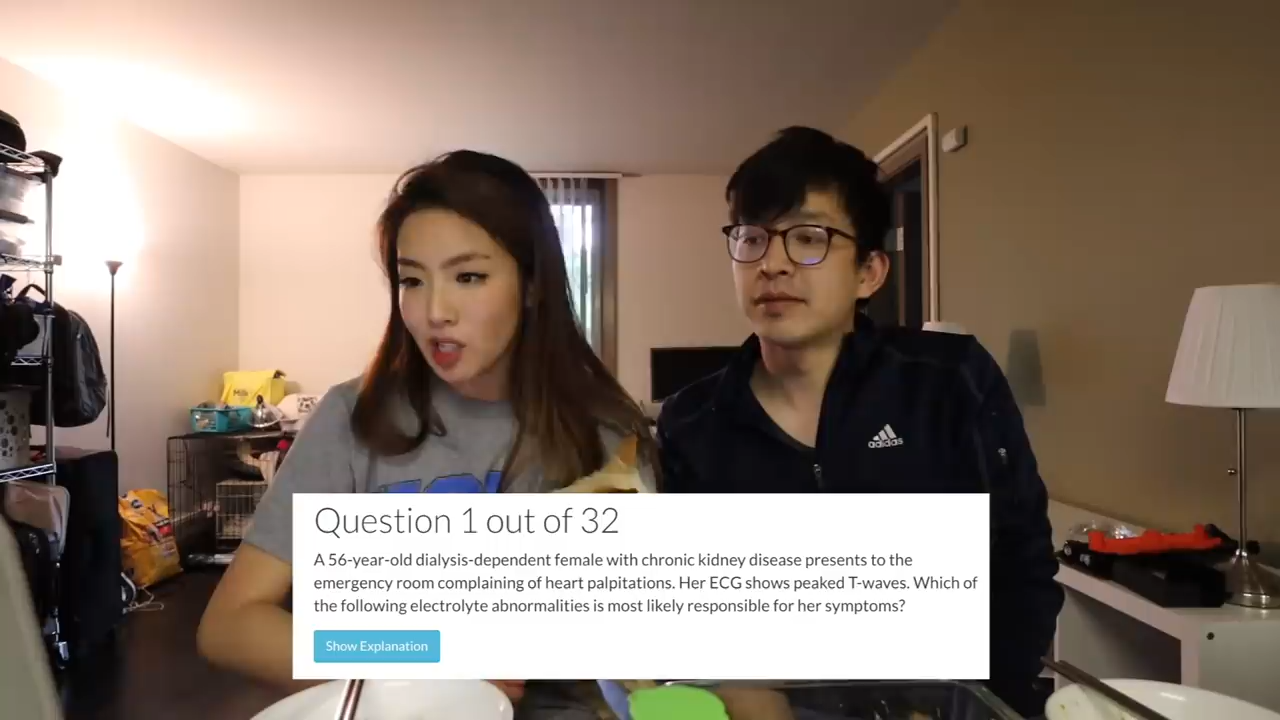 Question 1 out of 32
A 56-year-old dialysis-dependent female with chronic kidney disease presents to the
emergency room complaining of heart palpitations. Her ECG shows peaked T-waves. Which of
the following electrolyte abnormalities is most likely responsible for her symptoms?
Show Explanation
adidas